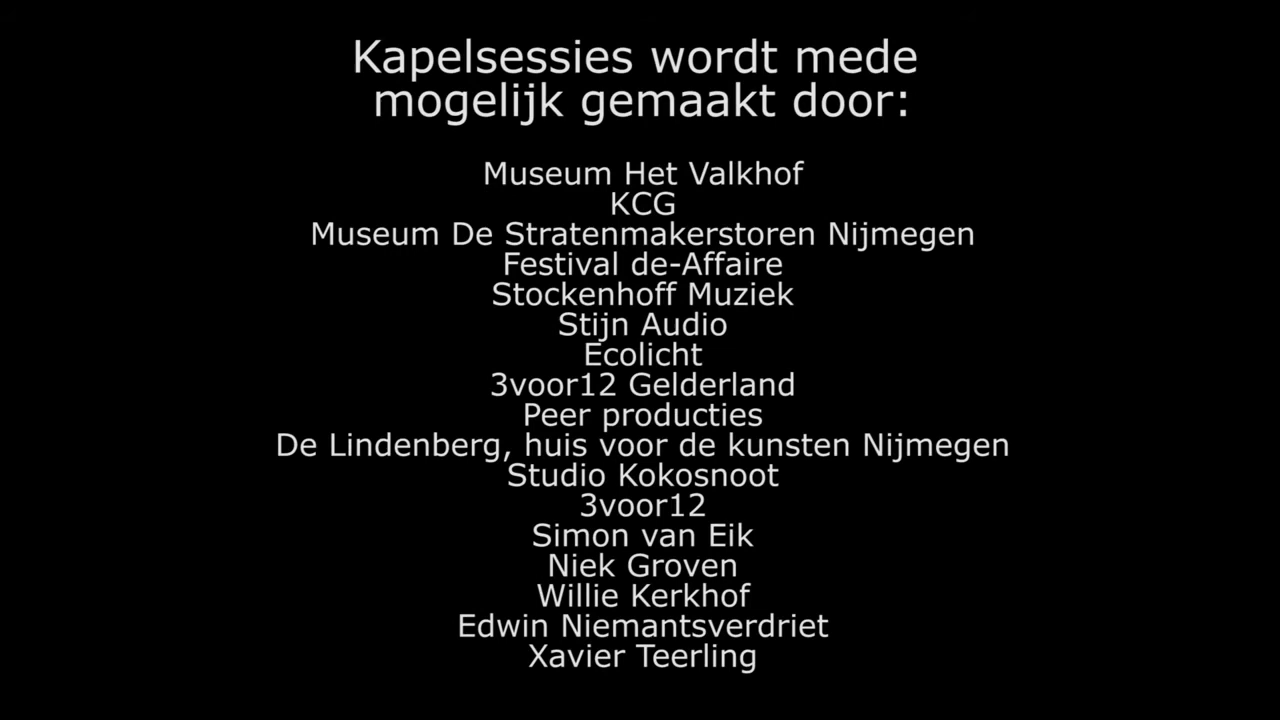 Kapelsessies wordt mede
mogelijk gemaakt door:
Museum Het Valkhof
KCG
Museum De Stratenmakerstoren Nijmegen
Festival de-Affaire
Stockenhoff Muziek
Stijn Audio
Ecolicht
3voor12 Gelderland
Peer producties
De Lindenberg, huis voor de kunsten Nijmegen
Studio Kokosnoot
3voor12
Simon van Eik
Niek Groven
Willie Kerkhof
Edwin Niemantsverdriet
Xavier Teerling